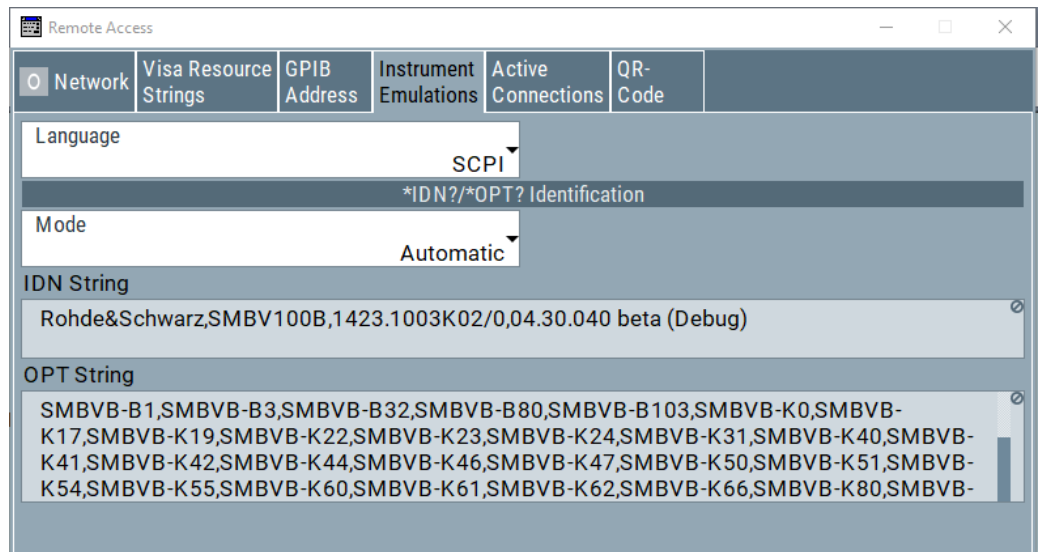 Remote Access
Network
Visa Resource
Strings
GPIB
Address
Instrument
Emulations
Active
Connections
QR-
Code
Language
SCPI
*IDN?/*OPT? Identification
Mode
Automatic
IDN String
Rohde&Schwarz,SMBV100B,1423.1003K02/0,04.30.040 beta (Debug)
OPT String
SMBVB-B1,SMBVB-B3,SMBVB-B32,SMBVB-B80,SMBVB-B103,SMBVB-K0,SMBVB-
K17,SMBVB-K19,SMBVB-K22,SMBVB-K23,SMBVB-K24,SMBVB-K31,SMBVB-K40,SMBVB-
K41,SMBVB-K42,SMBVB-K44,SMBVB-K46,SMBVB-K47,SMBVB-K50,SMBVB-K51,SMBVB-
K54,SMBVB-K55,SMBVB-K60,SMBVB-K61,SMBVB-K62,SMBVB-K66,SMBVB-K80,SMBVB-